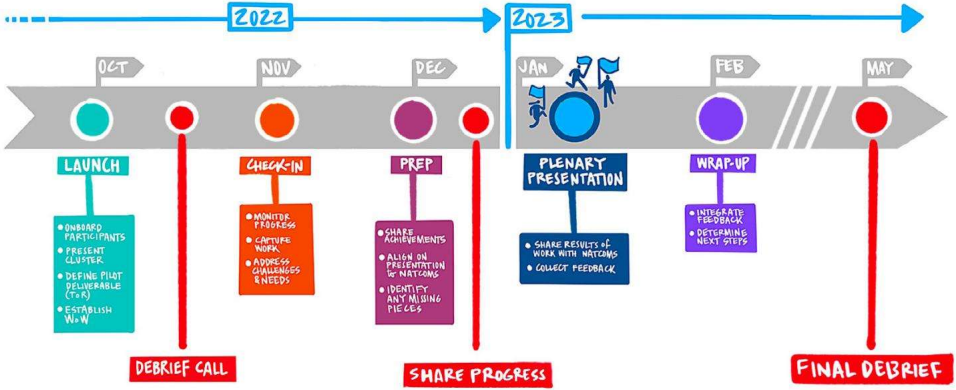 2022
2023
OCT
NOV
DEC
JAN
FEB
MAY
LAUNCH
• ONBOARD
PARTICIPANTS
• PRESENT
CLUSTER
• DEFINE PILOT
DELIVERABLE
(ToR)
• ESTABLISH
WoW
DEBRIEF CALL
CHECK-IN
• MONITOR
PROGRESS
• CAPTURE
WORK
• ADDRESS
CHALLENGES
& NEEDS
PREP
• SHARE
ACHIEVEMENTS
• ALIGN ON
PRESENTATION
to NATCOMS
• IDENTIFY
ANY MISSING
PIECES
SHARE PROGRESS
PLENARY
PRESENTATION
• SHARE RESULTS OF
WORK WITH NATCOMS
• COLLECT FEEDBACK
WRAP-UP
• INTEGRATE
FEEDBACK
• DETERMINE
NEXT STEPS
FINAL DEBRIEF